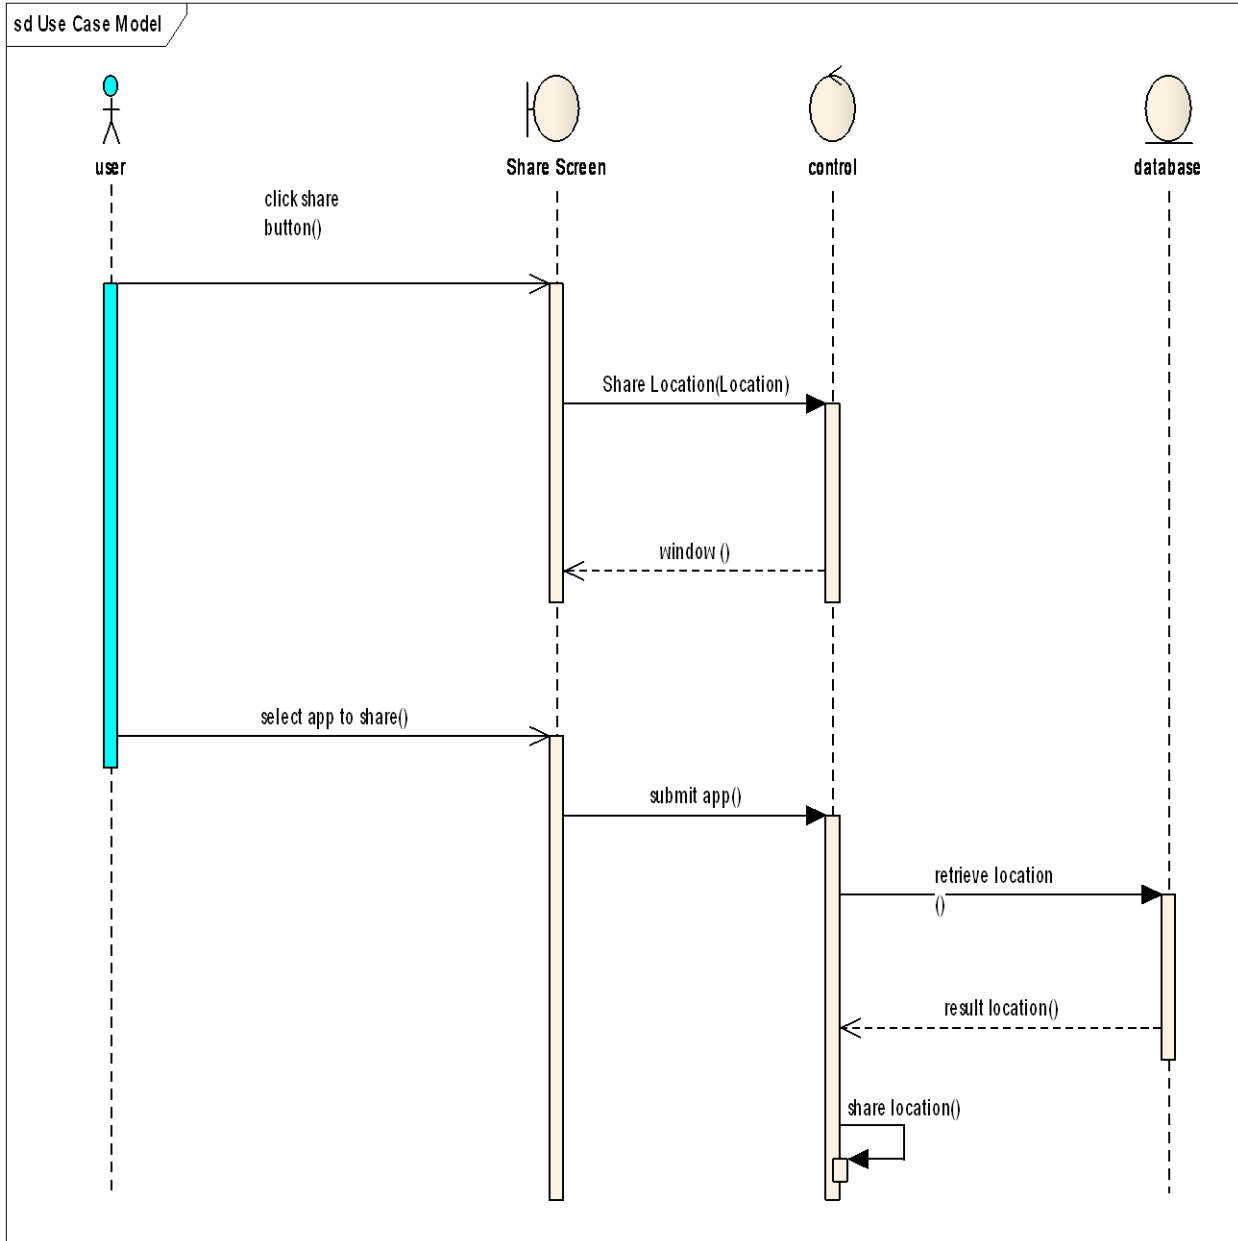 sd Use Case Model
user
Share Screen
control
database
click share
button()
Share Location(Location)
window ()
select app to share()
submit app()
retrieve location
()
result location()
share location()